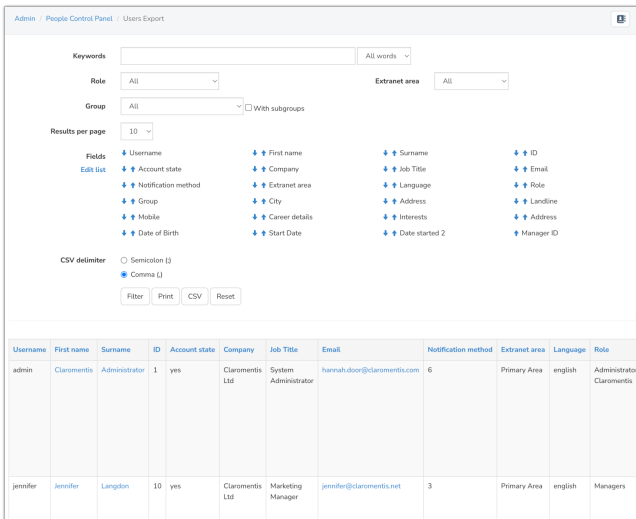 Admin / People Control Panel / Users Export
Keywords All words
Role All Extranet area All
Group All With subgroups
Results per page 10
Fields Username First name Surname ID
Edit list Account state Company Job Title Email
Notification method Extranet area Language Role
Group City Address Landline
Mobile Career details Interests Address
Date of Birth Start Date Date started 2 Manager ID
CSV delimiter Semicolon (;)
Comma (,)
Filter Print CSV Reset
Username First name Surname ID Account state Company Job Title Email Notification method Extranet area Language Role
admin Claromentis Administrator 1 yes Claromentis System hannah.door@claromentis.com 6 Primary Area english Administrator
Ltd Administrator Claromentis
jennifer Jennifer Langdon 10 yes Claromentis Marketing jennifer@claromentis.net 3 Primary Area english Managers
Ltd Manager